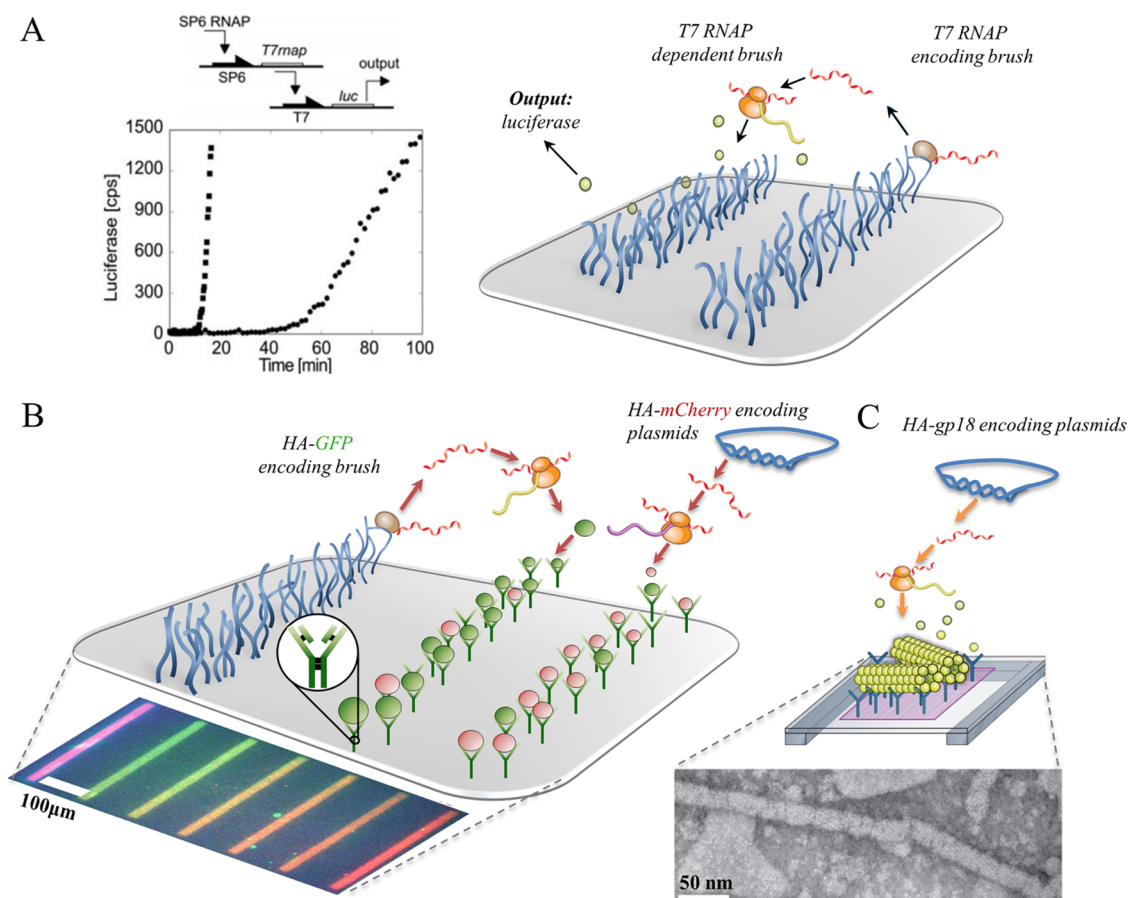 A
SP6 RNAP
T7rnap
output
SP6
luc
T7
1500
1200
900
600
300
0
Luciferase [cps]
0 20 40 60 80 100
Time [min]
T7 RNAP
dependent brush
T7 RNAP
encoding brush
Output:
luciferase
B
HA-GFP
encoding brush
HA-mCherry encoding
plasmids
100μm
C
HA-gp18 encoding plasmids
50 nm